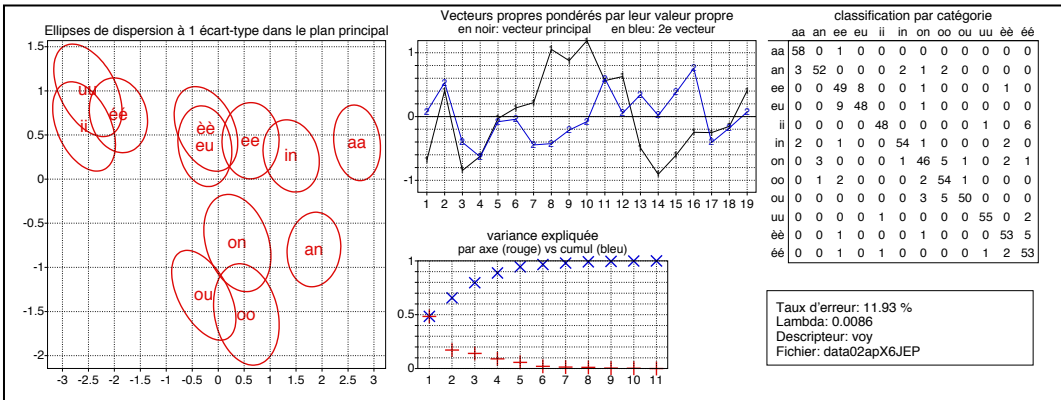 Ellipses de dispersion à 1 écart-type dans le plan principal
1.5
1
0.5
0
-0.5
-1
-1.5
-2
-3 -2.5 -2 -1.5 -1 -0.5 0 0.5 1 1.5 2 2.5 3
uu
éé
ii
èè
eu
ee
in
aa
on
an
ou
oo
Vecteurs propres pondérés par leur valeur propre
en noir: vecteur principal en bleu: 2e vecteur
1
0
-1
1 2 3 4 5 6 7 8 9 10 11 12 13 14 15 16 17 18 19
variance expliquée
par axe (rouge) vs cumul (bleu)
1
0.5
0
1 2 3 4 5 6 7 8 9 10 11
classification par catégorie
aa an ee eu ii in on oo ou uu èè éé
aa 58 0 1 0 0 0 0 0 0 0 0 0
an 3 52 0 0 0 2 1 2 0 0 0 0
ee 0 0 49 8 0 0 1 0 0 0 1 0
eu 0 0 9 48 0 0 1 0 0 0 0 0
ii 0 0 0 0 48 0 0 0 0 1 0 6
in 2 0 1 0 0 54 1 0 0 0 2 0
on 0 3 0 0 0 1 46 5 1 0 2 1
oo 0 1 2 0 0 0 2 54 1 0 0 0
ou 0 0 0 0 0 0 3 5 50 0 0 0
uu 0 0 0 0 1 0 0 0 0 55 0 2
èè 0 0 1 0 0 0 1 0 0 0 53 5
éé 0 0 1 0 1 0 0 0 0 1 2 53
Taux d'erreur: 11.93 %
Lambda: 0.0086
Descripteur: voy
Fichier: data02apX6JEP